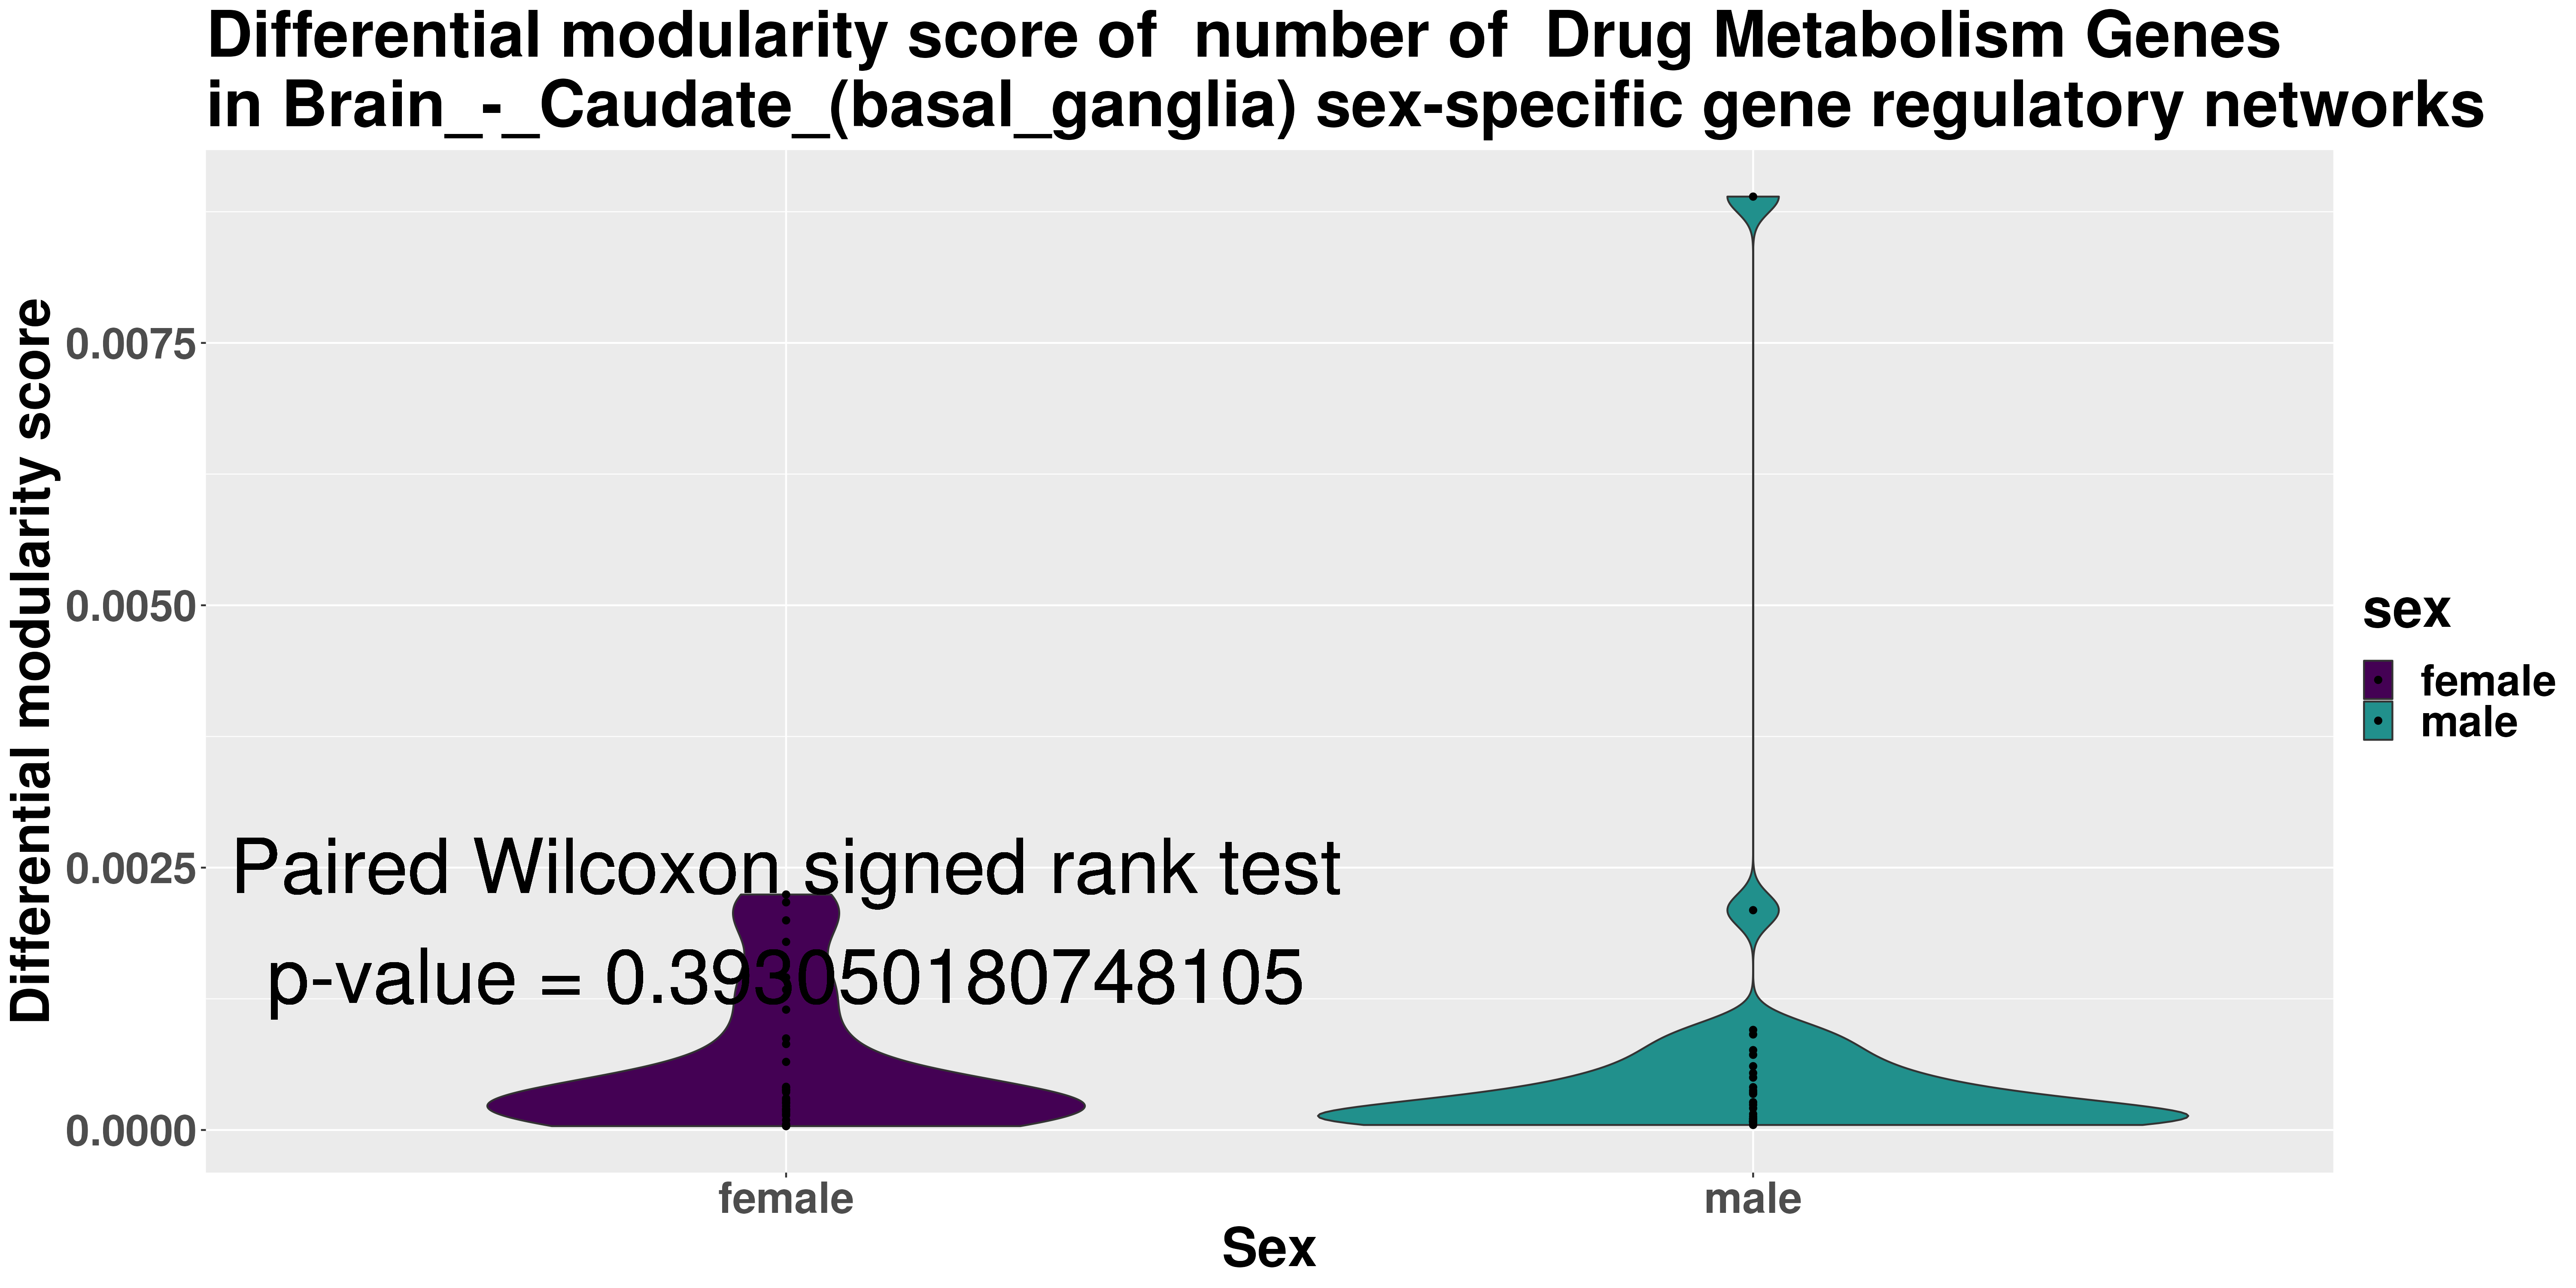 Differential modularity score of  number of  Drug Metabolism Genes
in Brain_-_Caudate_(basal_ganglia) sex-specific gene regulatory networks
Differential modularity score
0.0075
0.0050
0.0025
0.0000
Paired Wilcoxon signed rank test
p-value = 0.393050180748105
female
male
Sex
sex
female
male